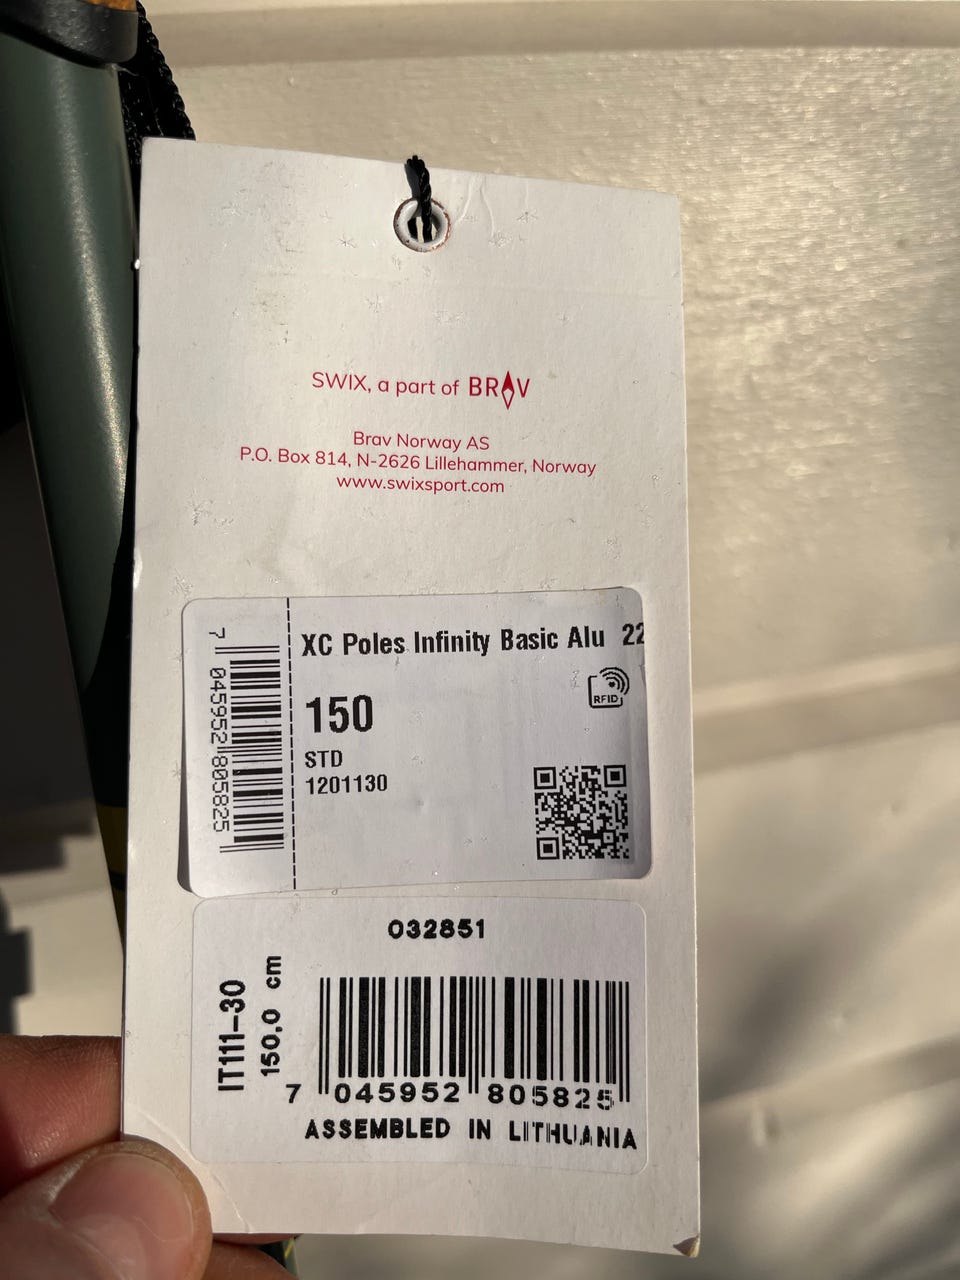 SWIX, a part of BRAV
Brav Norway AS
P.O. Box 814, N-2626 Lillehammer, Norway
www.swixsport.com
XC Poles Infinity Basic Alu 22
RFID
150
STD
1201130
7 045952 805825
032851
IT111-30
150.0 cm
7 045952 805825
ASSEMBLED IN LITHUANIA